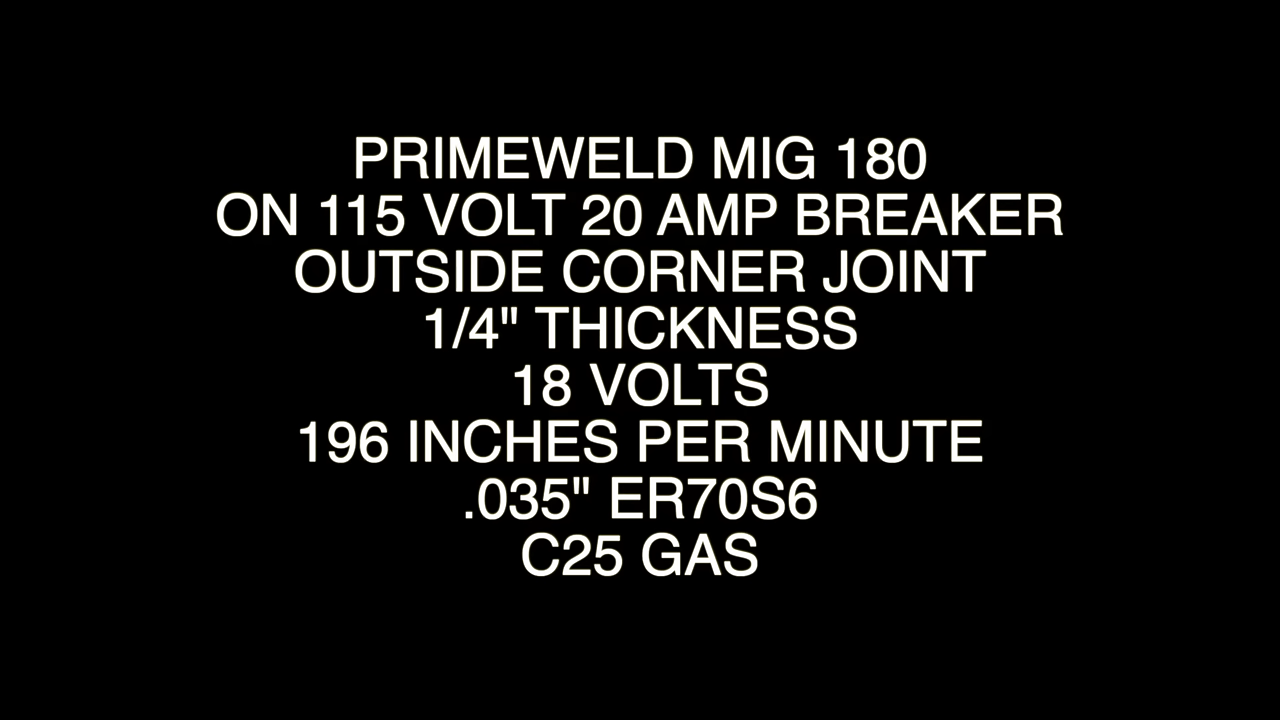 PRIMEWELD MIG 180
ON 115 VOLT 20 AMP BREAKER
OUTSIDE CORNER JOINT
1/4" THICKNESS
18 VOLTS
196 INCHES PER MINUTE
.035" ER70S6
C25 GAS